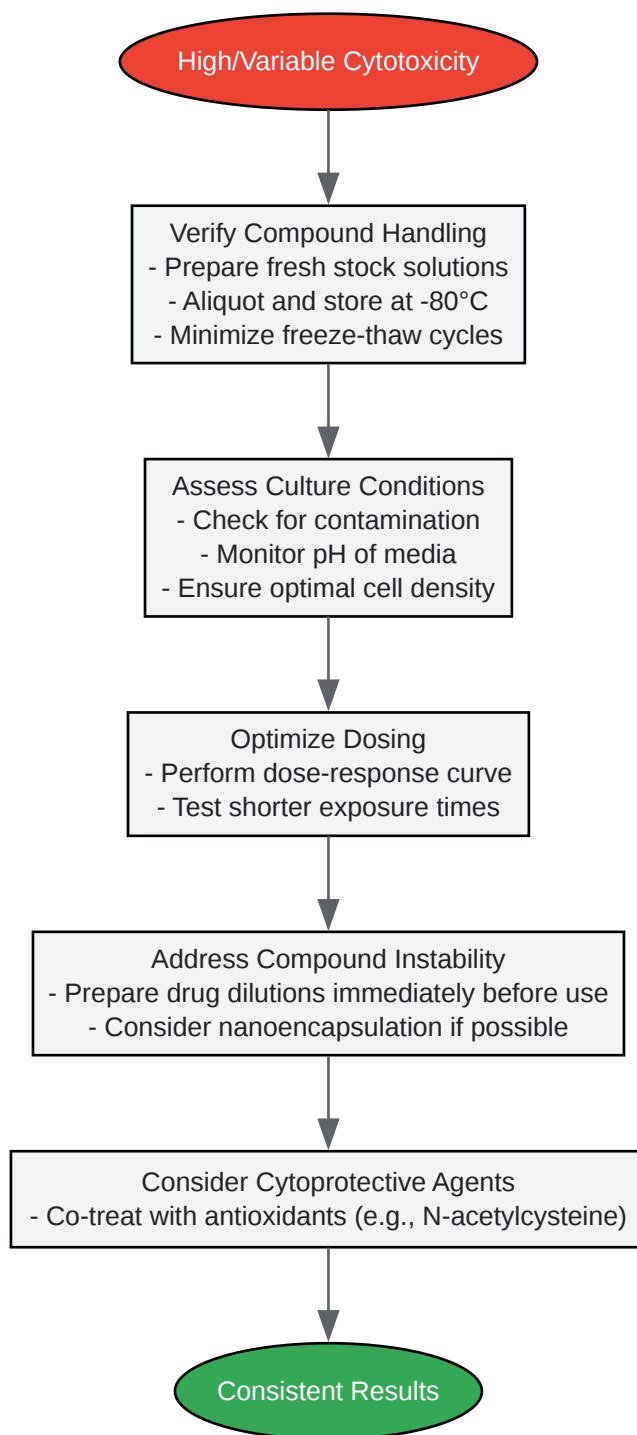 High/Variable Cytotoxicity
Verify Compound Handling
- Prepare fresh stock solutions
- Aliquot and store at -80°C
- Minimize freeze-thaw cycles
Assess Culture Conditions
- Check for contamination
- Monitor pH of media
- Ensure optimal cell density
Optimize Dosing
- Perform dose-response curve
- Test shorter exposure times
Address Compound Instability
- Prepare drug dilutions immediately before use
- Consider nanoencapsulation if possible
Consider Cytoprotective Agents
- Co-treat with antioxidants (e.g., N-acetylcysteine)
Consistent Results